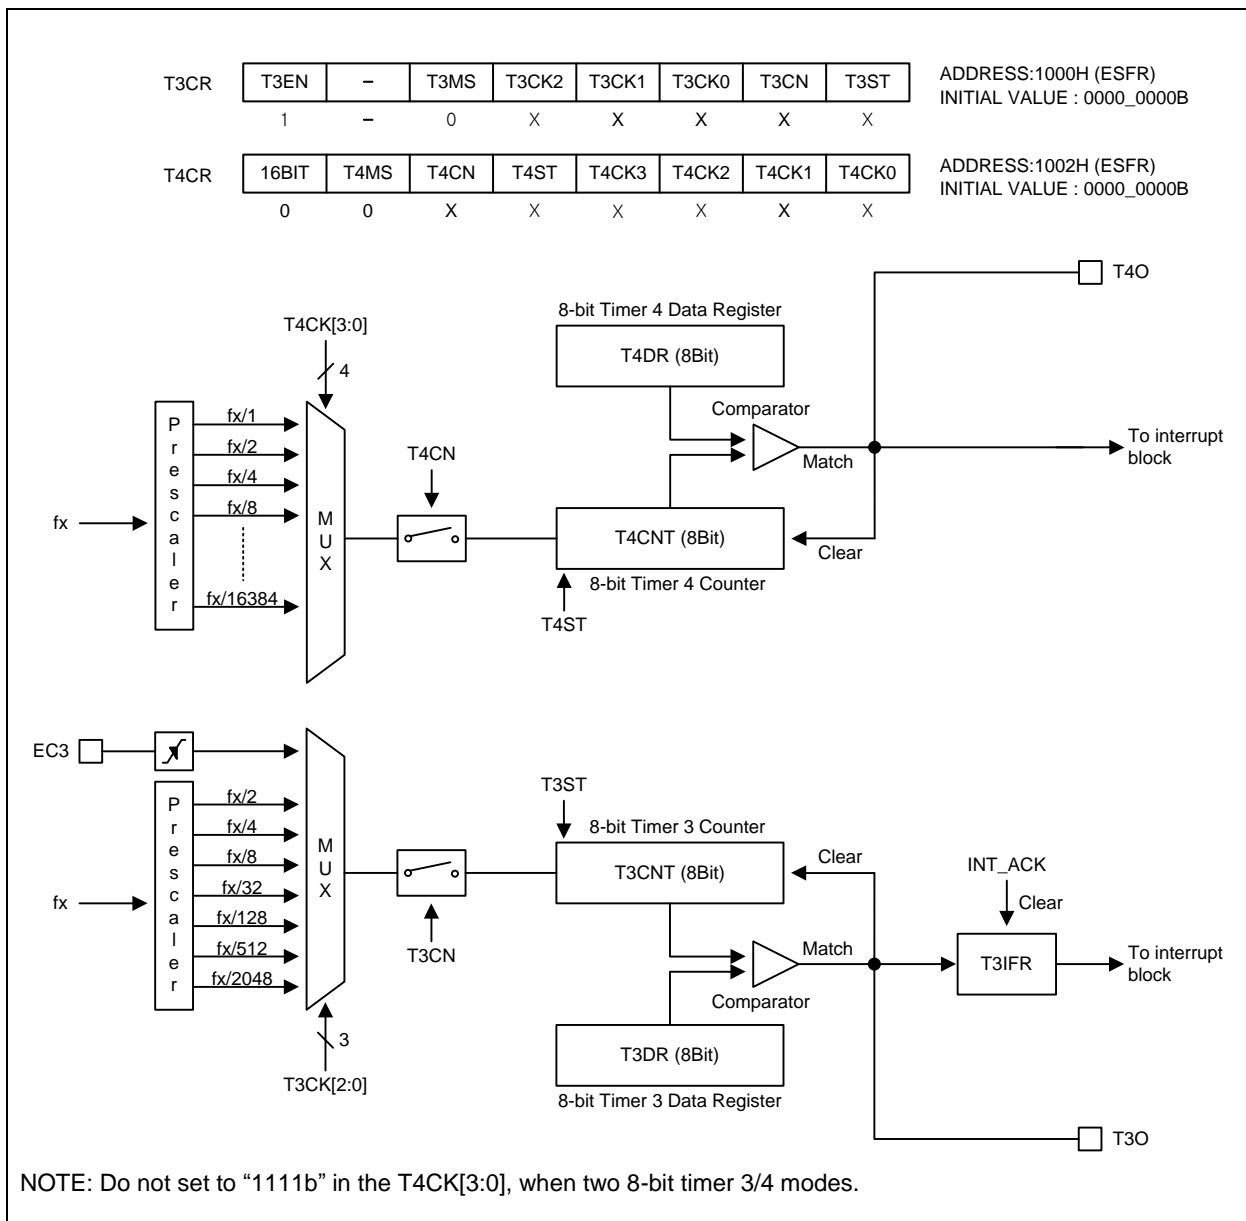 T3CR T3EN – T3MS T3CK2 T3CK1 T3CK0 T3CN T3ST ADDRESS:1000H (ESFR)
INITIAL VALUE : 0000_0000B
1 – 0 X X X X X
T4CR 16BIT T4MS T4CN T4ST T4CK3 T4CK2 T4CK1 T4CK0 ADDRESS:1002H (ESFR)
INITIAL VALUE : 0000_0000B
0 0 X X X X X X
T4O
8-bit Timer 4 Data Register
T4CK[3:0]
T4DR (8Bit)
4
Comparator
Prescaler
fx/1
fx/2
fx/4
fx/8
fx/16384
fx
MUX
T4CN
Match
To interrupt
block
T4CNT (8Bit)
Clear
8-bit Timer 4 Counter
T4ST
EC3
Prescaler
fx/2
fx/4
fx/8
fx/32
fx/128
fx/512
fx/2048
fx
MUX
T3CN
3
T3CK[2:0]
T3ST
8-bit Timer 3 Counter
T3CNT (8Bit)
Clear
INT_ACK
Clear
Match
T3IFR
To interrupt
block
Comparator
T3DR (8Bit)
8-bit Timer 3 Data Register
T3O
NOTE: Do not set to “1111b” in the T4CK[3:0], when two 8-bit timer 3/4 modes.